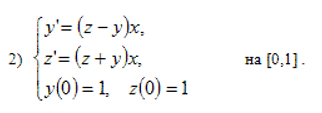 y'= (z − y)x,
2) { z'= (z + y)x, на [0,1] .
y(0) = 1, z(0) = 1